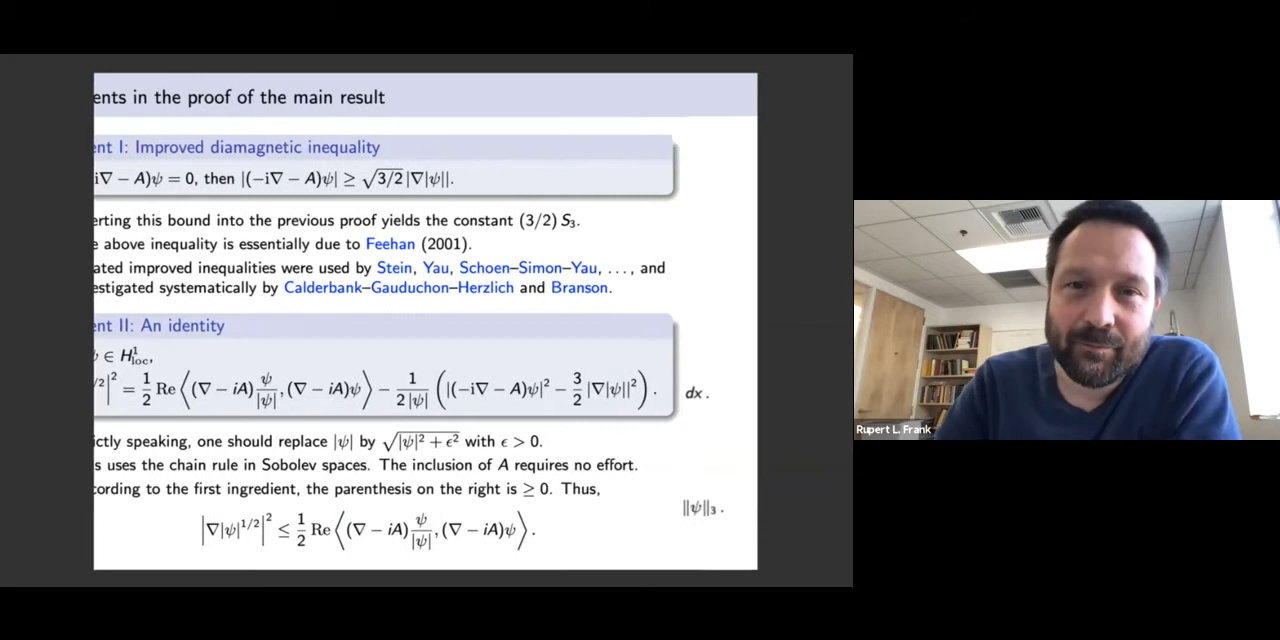 ents in the proof of the main result
ent I: Improved diamagnetic inequality
i∇ − A)ψ = 0, then |(−i∇ − A)ψ| ≥ √3/2 |∇|ψ||.
erting this bound into the previous proof yields the constant (3/2) S₃.
e above inequality is essentially due to Feehan (2001).
ated improved inequalities were used by Stein, Yau, Schoen–Simon–Yau, . . . , and
estigated systematically by Calderbank–Gauduchon–Herzlich and Branson.
ent II: An identity
ψ ∈ H¹loc,
/2|² = 1/2 Re ⟨(∇ − iA) ψ/|ψ|, (∇ − iA)ψ⟩ − 1/(2|ψ|) (|(−i∇ − A)ψ|² − 3/2 |∇|ψ||²) .
dx .
ictly speaking, one should replace |ψ| by √|ψ|² + ϵ² with ϵ > 0.
s uses the chain rule in Sobolev spaces. The inclusion of A requires no effort.
cording to the first ingredient, the parenthesis on the right is ≥ 0. Thus,
‖ψ‖₃ .
|∇|ψ|^1/2|² ≤ 1/2 Re ⟨(∇ − iA) ψ/|ψ|, (∇ − iA)ψ⟩ .
Rupert L. Frank